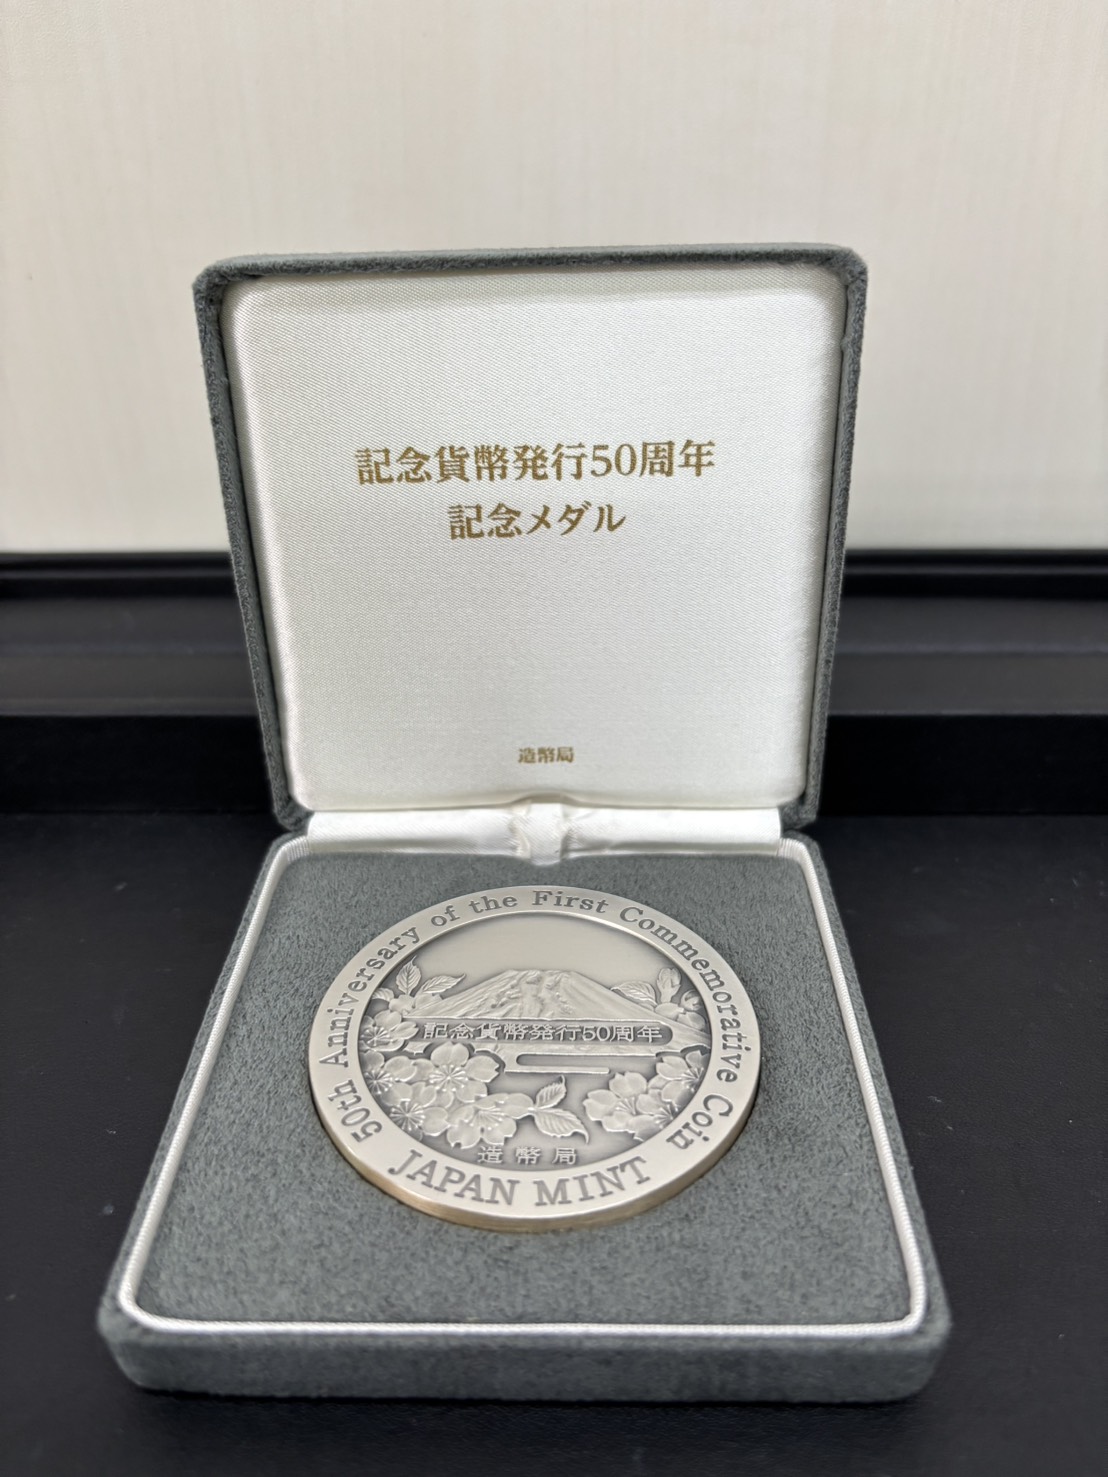 記念貨幣発行50周年
記念メダル
造幣局
50th Anniversary of the First Commemorative Coin
記念貨幣発行50周年
造幣局
JAPAN MINT